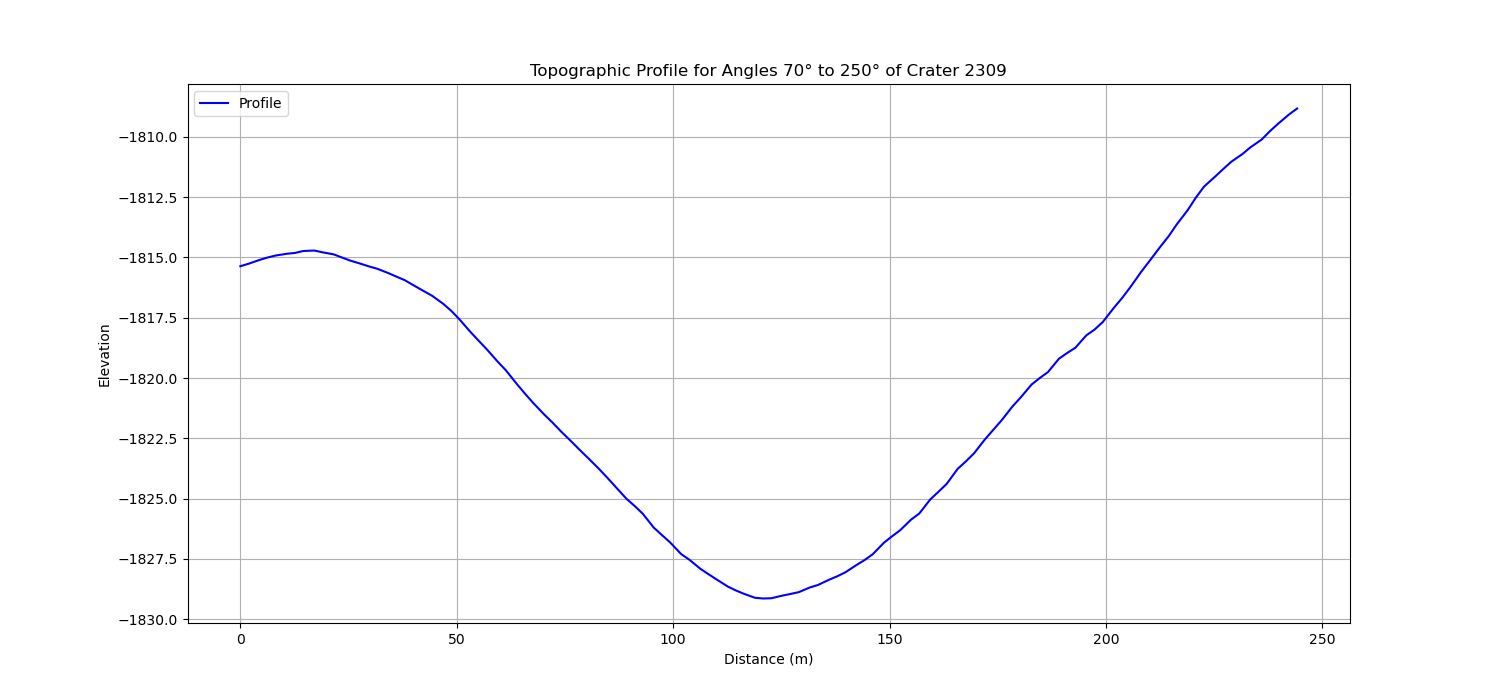 Topographic Profile for Angles 70° to 250° of Crater 2309
Profile
−1810.0
−1812.5
−1815.0
−1817.5
−1820.0
−1822.5
−1825.0
−1827.5
−1830.0
Elevation
0 50 100 150 200 250
Distance (m)